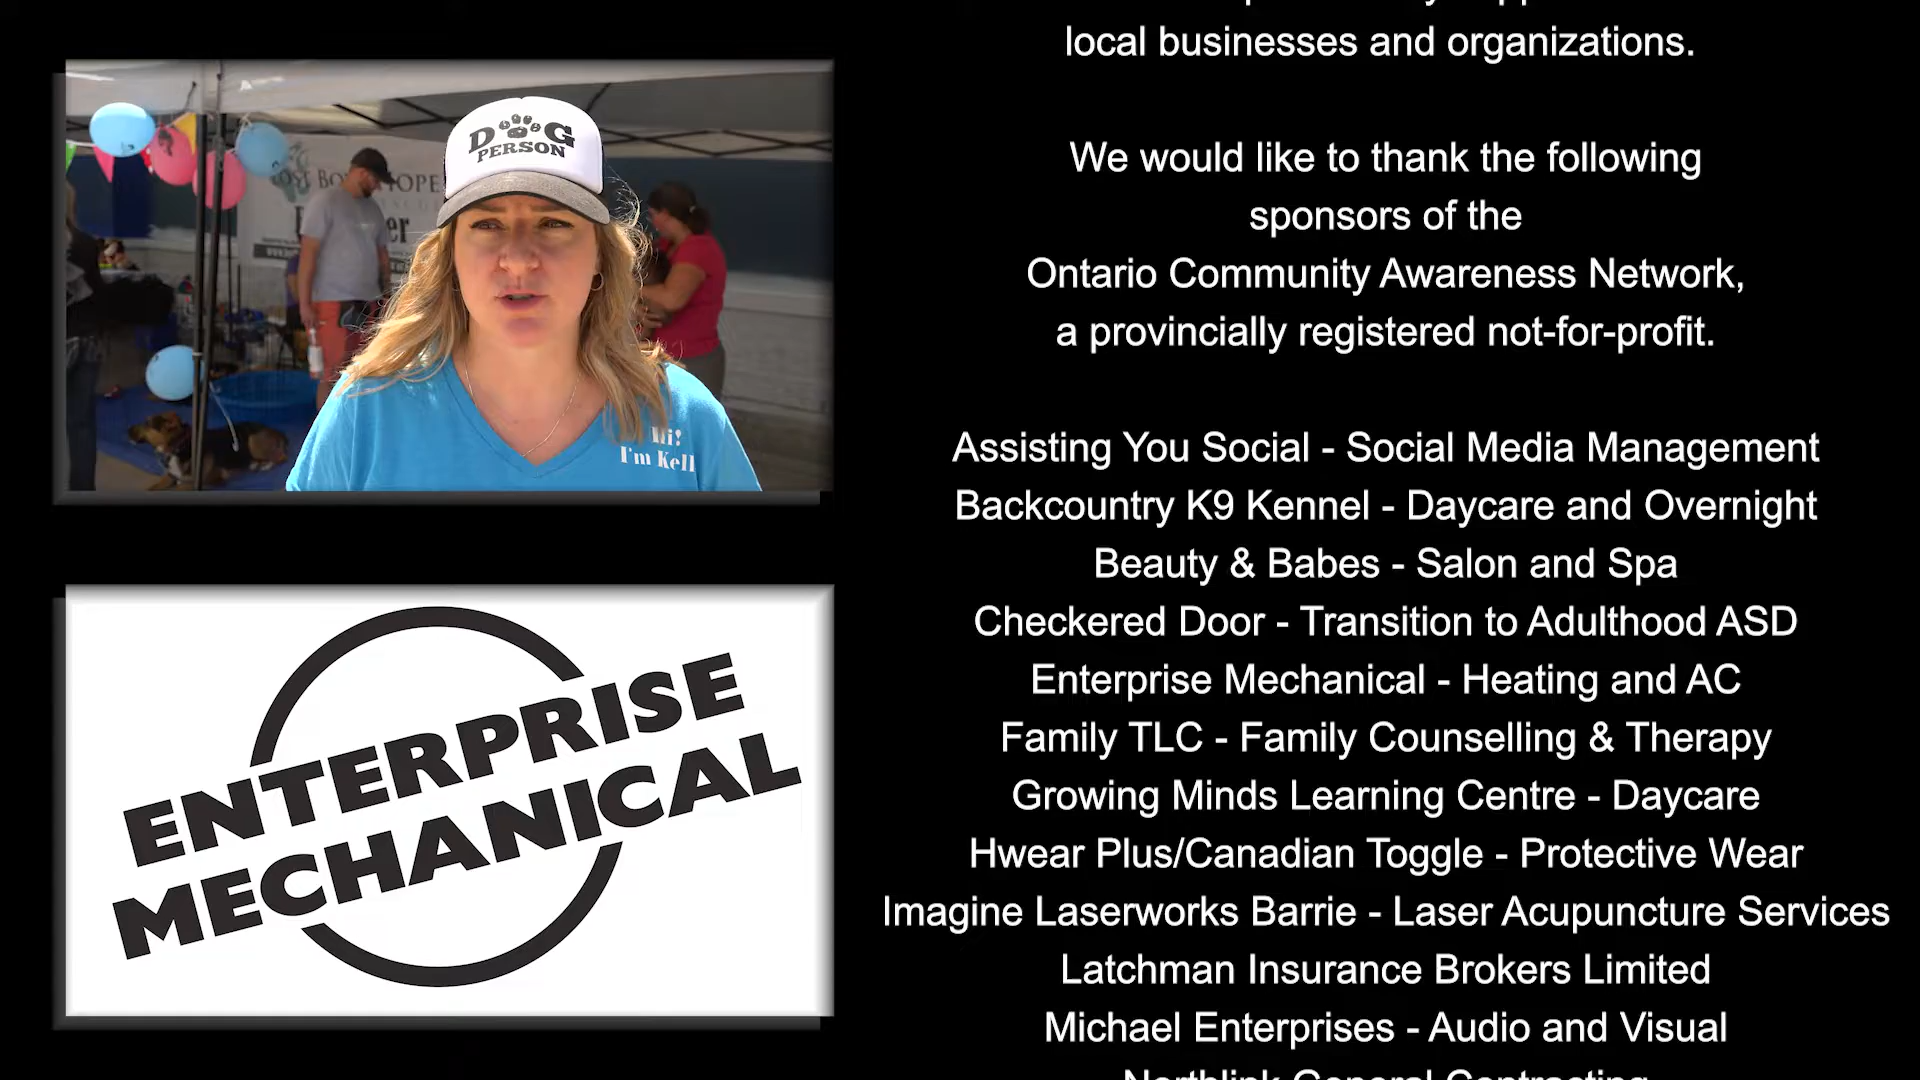 local businesses and organizations.
We would like to thank the following
sponsors of the
Ontario Community Awareness Network,
a provincially registered not-for-profit.
Assisting You Social - Social Media Management
Backcountry K9 Kennel - Daycare and Overnight
Beauty & Babes - Salon and Spa
Checkered Door - Transition to Adulthood ASD
Enterprise Mechanical - Heating and AC
Family TLC - Family Counselling & Therapy
Growing Minds Learning Centre - Daycare
Hwear Plus/Canadian Toggle - Protective Wear
Imagine Laserworks Barrie - Laser Acupuncture Services
Latchman Insurance Brokers Limited
Michael Enterprises - Audio and Visual
Northlink General Contracting
DOG
PERSON
Hi!
I'm Kell
ENTERPRISE
MECHANICAL